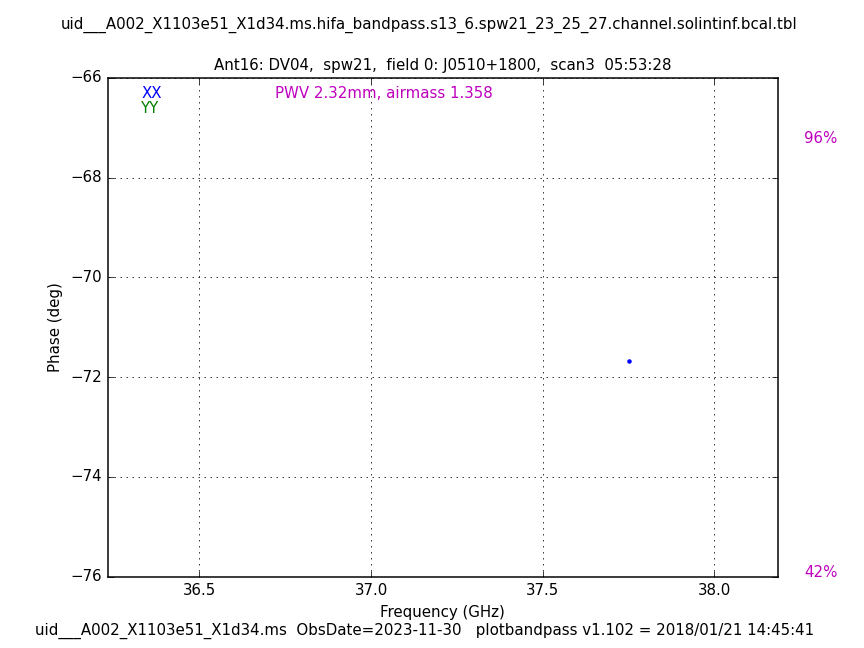 uid___A002_X1103e51_X1d34.ms.hifa_bandpass.s13_6.spw21_23_25_27.channel.solintinf.bcal.tbl
Ant16: DV04,  spw21,  field 0: J0510+1800,  scan3  05:53:28
−66
XX
PWV 2.32mm, airmass 1.358
YY
96%
−68
−70
Phase (deg)
−72
−74
−76
42%
36.5 37.0 37.5 38.0
Frequency (GHz)
uid___A002_X1103e51_X1d34.ms  ObsDate=2023-11-30   plotbandpass v1.102 = 2018/01/21 14:45:41